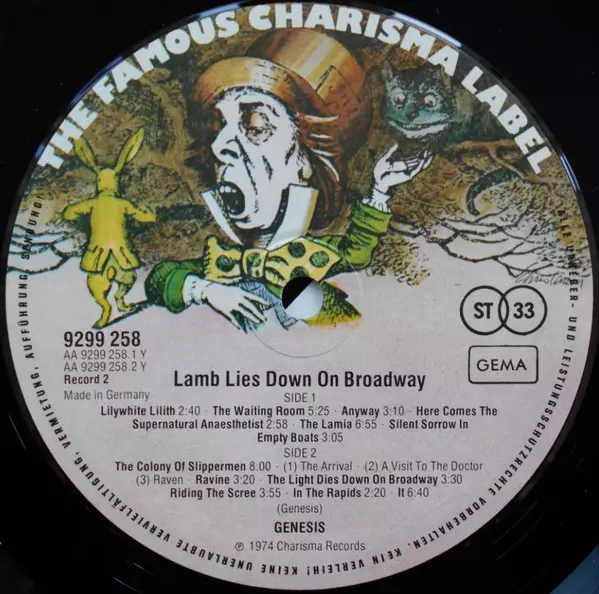 THE FAMOUS CHARISMA LABEL
9299 258
AA 9299 258.1 Y
AA 9299 258.2 Y
Record 2
Made in Germany
ST 33
GEMA
Lamb Lies Down On Broadway
SIDE 1
Lilywhite Lilith 2:40 · The Waiting Room 5:25 · Anyway 3:10 · Here Comes The
Supernatural Anaesthetist 2:58 · The Lamia 6:55 · Silent Sorrow In
Empty Boats 3:05
SIDE 2
The Colony Of Slippermen 8:00 · (1) The Arrival · (2) A Visit To The Doctor
(3) Raven · Ravine 3:20 · The Light Dies Down On Broadway 3:30
Riding The Scree 3:55 · In The Rapids 2:20 · It 6:40
(Genesis)
GENESIS
℗ 1974 Charisma Records
ALLE URHEBER- UND LEISTUNGSSCHUTZRECHTE VORBEHALTEN. KEIN VERLEIH! KEINE UNERLAUBTE VERVIELFÄLTIGUNG, VERMIETUNG, AUFFÜHRUNG, SENDUNG!